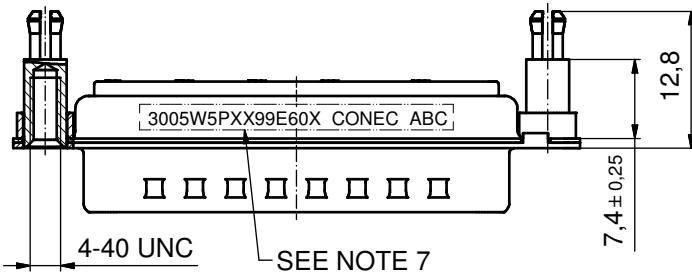 12,8
3005W5PXX99E60X CONEC ABC
7,4 ± 0,25
4-40 UNC
SEE NOTE 7